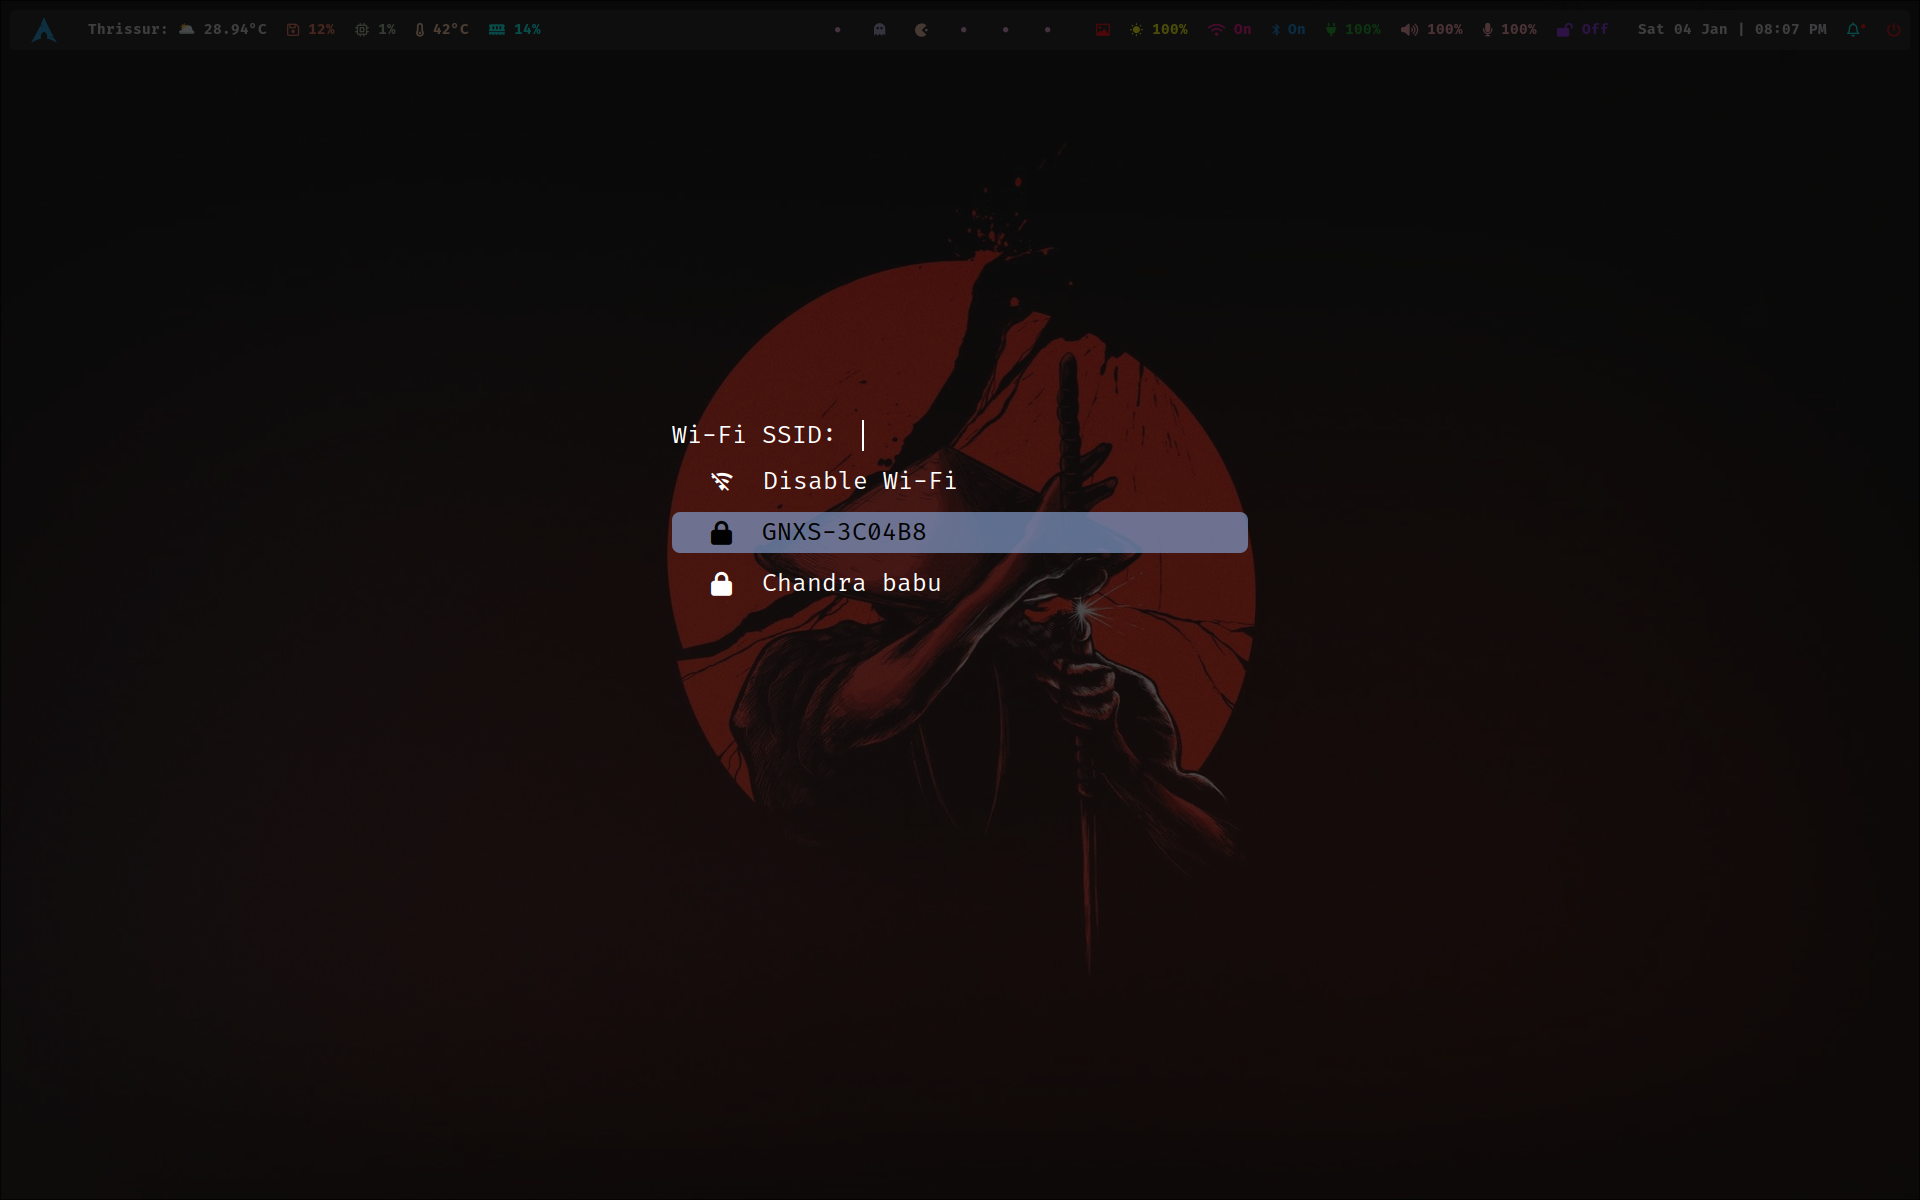 Thrissur: 28.94°C 12% 1% 42°C 14% 100% On On 100% 100% 100% Off Sat 04 Jan | 08:07 PM
Wi-Fi SSID:
Disable Wi-Fi
GNXS-3C04B8
Chandra babu